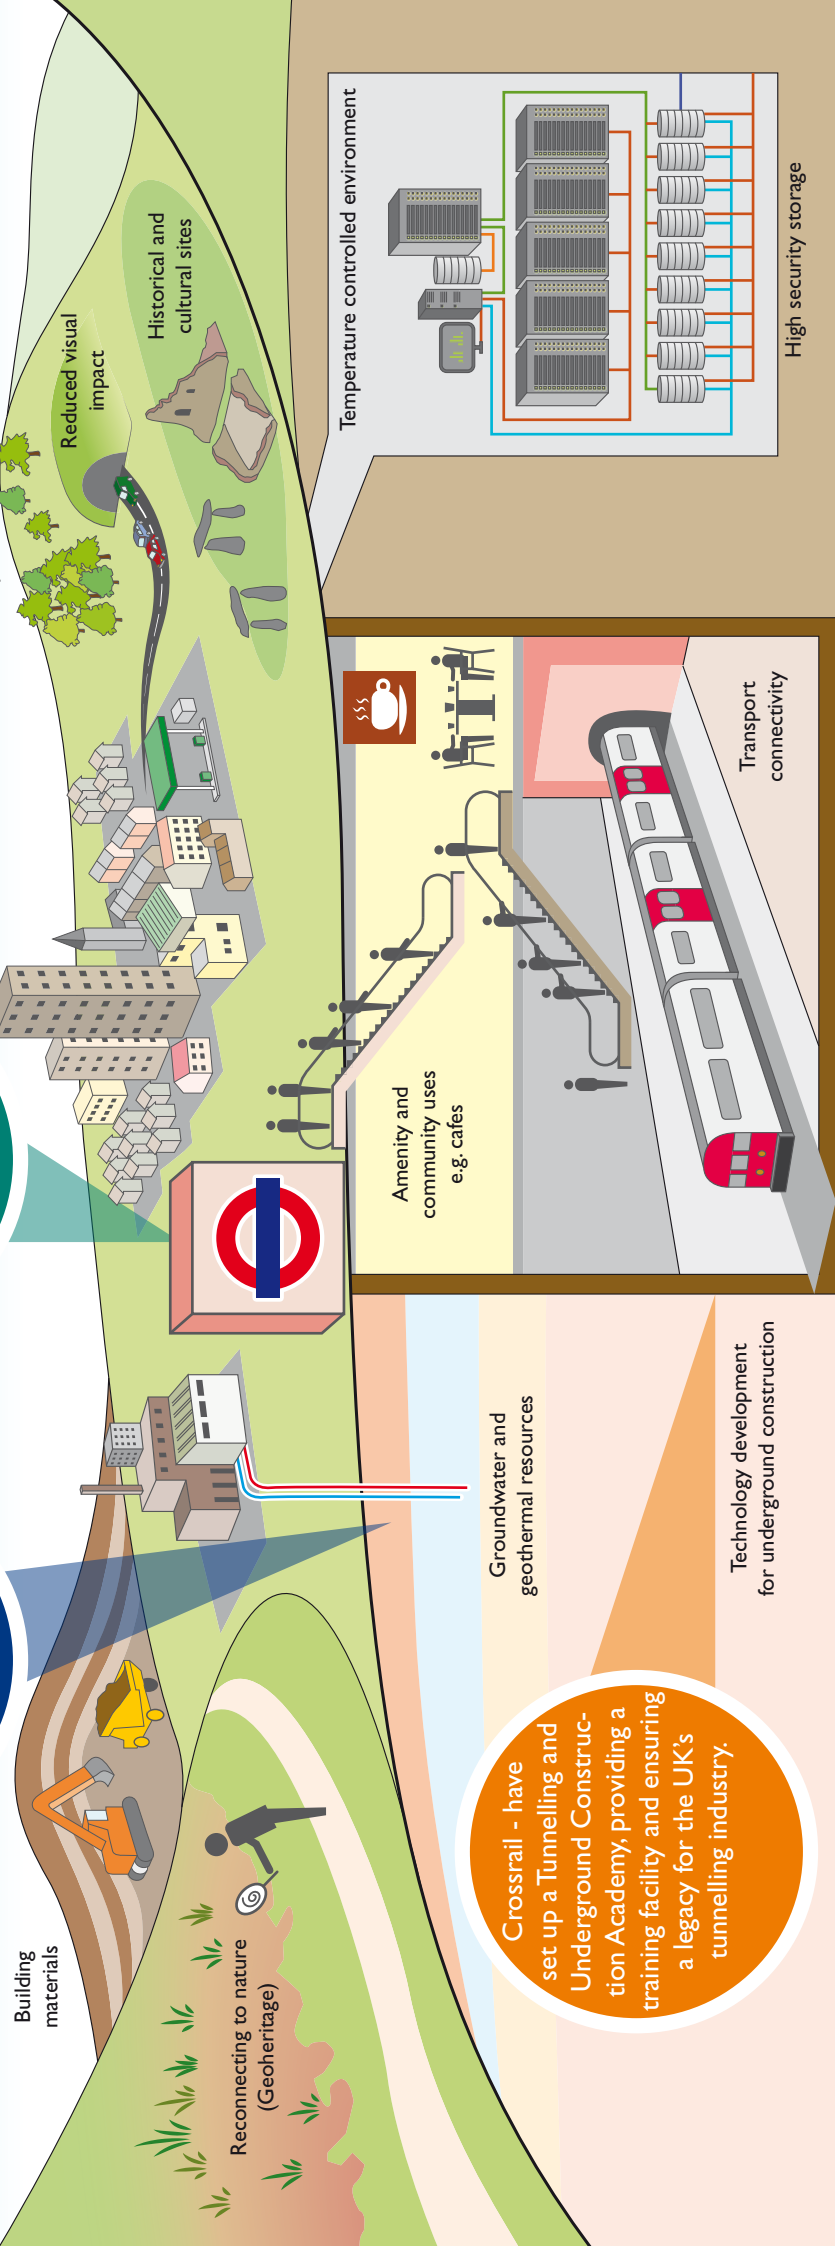 Building
materials
Reconnecting to nature
(Geoheritage)
Crossrail - have
set up a Tunnelling and
Underground Construc-
tion Academy, providing a
training facility and ensuring
a legacy for the UK's
tunnelling industry.
Groundwater and
geothermal resources
Technology development
for underground construction
Amenity and
community uses
e.g. cafes
Transport
connectivity
Reduced visual
impact
Historical and
cultural sites
Temperature controlled environment
High security storage